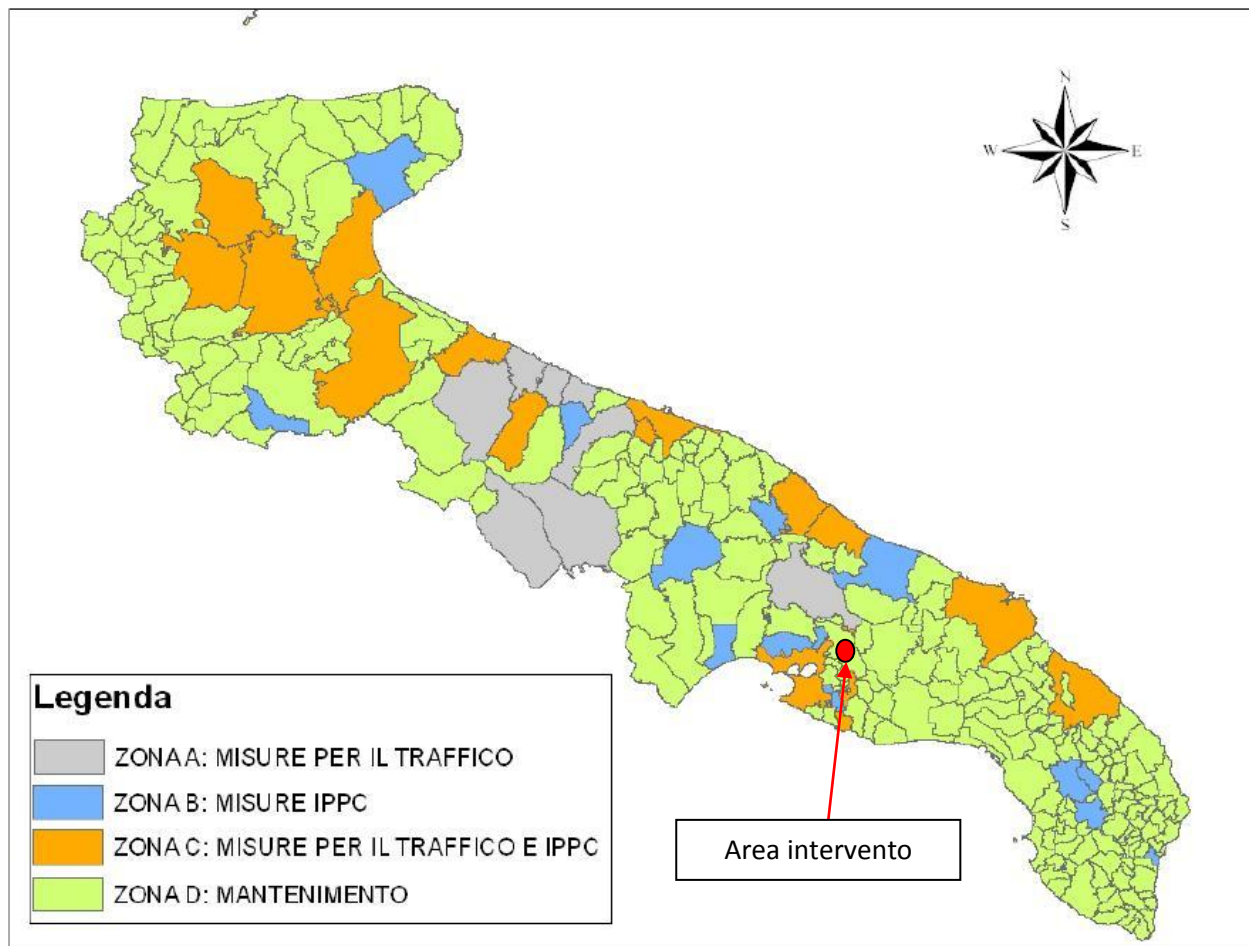 N
W E
S
Legenda
ZONA A: MISURE PER IL TRAFFICO
ZONA B: MISURE IPPC
ZONA C: MISURE PER IL TRAFFICO E IPPC
ZONA D: MANTENIMENTO
Area intervento